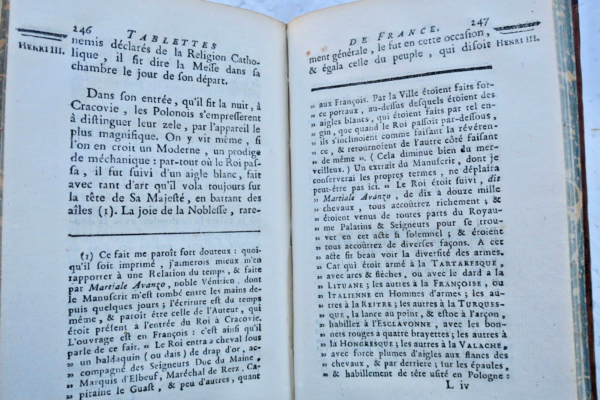 246
TABLETTES
HENRI III.
nemis déclarés de la Religion Catho-
lique, il fit dire la Messe dans sa
chambre le jour de son départ.
Dans son entrée, qu'il fit la nuit, à
Cracovie, les Polonois s'empresserent
à distinguer leur zele, par l'appareil le
plus magnifique. On y vit même, si
l'on en croit un Moderne, un prodige
de méchanique: par-tout où le Roi pas-
sa, il fut suivi d'un aigle blanc, fait
avec tant d'art qu'il vola toujours sur
la tête de Sa Majesté, en battant des
aîles (1). La joie de la Noblesse, rare-
(1) Ce fait me paroît fort douteux: quoi-
qu'il soit imprimé, j'aimerois mieux m'en
rapporter à une Relation du temps, & faite
par Martiale Avanzo, noble Vénitien, dont
le Manuscrit m'est tombé entre les mains de-
puis quelques jours; l'écriture est du temps
même, & paroît être celle de l'Auteur, qui
étoit présent à l'entrée du Roi à Cracovie.
L'ouvrage est en François: c'est ainsi qu'il
parle de ce fait. » Le Roi entra à cheval sous
» un baldaquin (ou dais) de drap d'or, ac-
» compagné des Seigneurs Duc du Maine,
» Marquis d'Elbeuf, Maréchal de Retz, Ca-
» pitaine le Guast, & peu d'autres, quant
DE FRANCE.
247
HENRI III.
ment générale, le fut en cette occasion,
& égala celle du peuple, qui disoit
» aux François. Par la Ville étoient faits for-
» ce portaux, au-dessus desquels étoient des
» aigles blancs, qui étoient faits par tel en-
» gin, que quand le Roi passoit par-dessous,
» ils s'inclinoient comme faisant la révéren-
» ce, & retournoient de l'autre côté faisant
» de même ». (Cela diminue bien du mer-
veilleux.) Un extrait du Manuscrit, dont je
conserverai les propres termes, ne déplaira
peut-être pas ici. » Le Roi étoit suivi, dit
» Martiale Avanzo, de dix à douze mille
» chevaux, tous accoutrez richement; &
» étoient venus de toutes parts du Royau-
» me Palatins & Seigneurs pour se trou-
» ver en cet acte si solemnel; & étoient
» tous accoutrez de diverses façons. A cet
» acte fit beau voir la diversité des armes.
» Car qui étoit armé à la TARTARESQUE,
» avec arcs & fléches, ou avec le dard a la
» LITUANE; les autres à la FRANÇOISE, ou
» ITALIENNE en Hommes d'armes; les au-
» tres à la REITRE; les autres à la TURQUES-
» QUE, la lance au point, & estoc à l'arçon,
» habillez à l'ESCLAVONNE, avec les bon-
» nets rouges a quatre brayettes; les autres à
» la HONGRESQUE; les autres à la VALACHE,
» avec force plumes d'aigles aux flancs des
» chevaux, & par derriere; sur les épaules,
» & habillement de tête usité en Pologne:
L iv